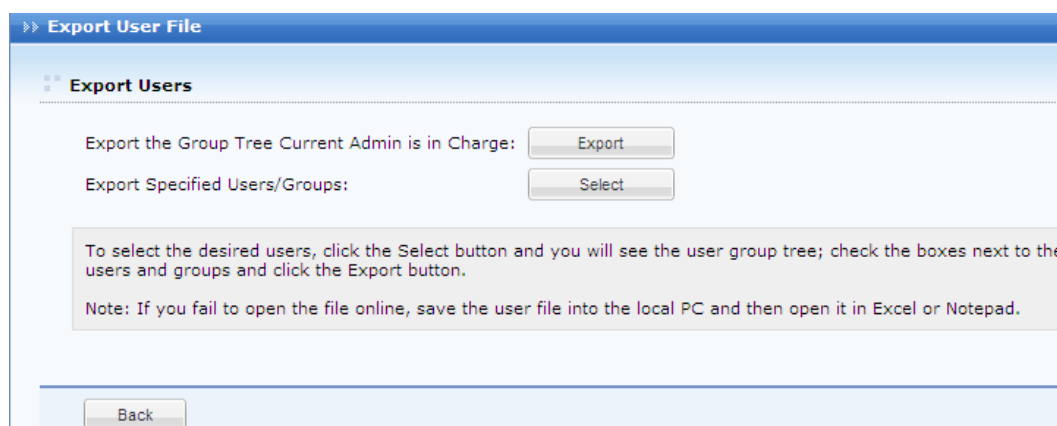 Export User File
Export Users
Export the Group Tree Current Admin is in Charge: Export
Export Specified Users/Groups: Select
To select the desired users, click the Select button and you will see the user group tree; check the boxes next to the
users and groups and click the Export button.
Note: If you fail to open the file online, save the user file into the local PC and then open it in Excel or Notepad.
Back